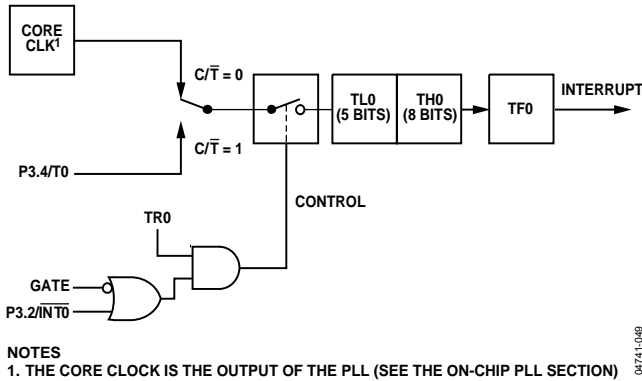 CORE
CLK¹
C/T̅ = 0
C/T̅ = 1
P3.4/T0
TL0
(5 BITS)
TH0
(8 BITS)
TF0
INTERRUPT
CONTROL
TR0
GATE
P3.2/I̅N̅T̅0̅
NOTES
1. THE CORE CLOCK IS THE OUTPUT OF THE PLL (SEE THE ON-CHIP PLL SECTION)
04741-049